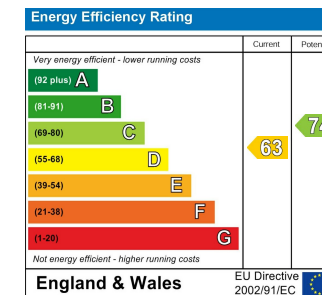 Energy Efficiency Rating
Current
Very energy efficient - lower running costs
(92 plus) A
(81-91) B
(69-80) C
(55-68) D
(39-54) E
(21-38) F
(1-20) G
63
Not energy efficient - higher running costs
England & Wales
EU Directive
2002/91/EC